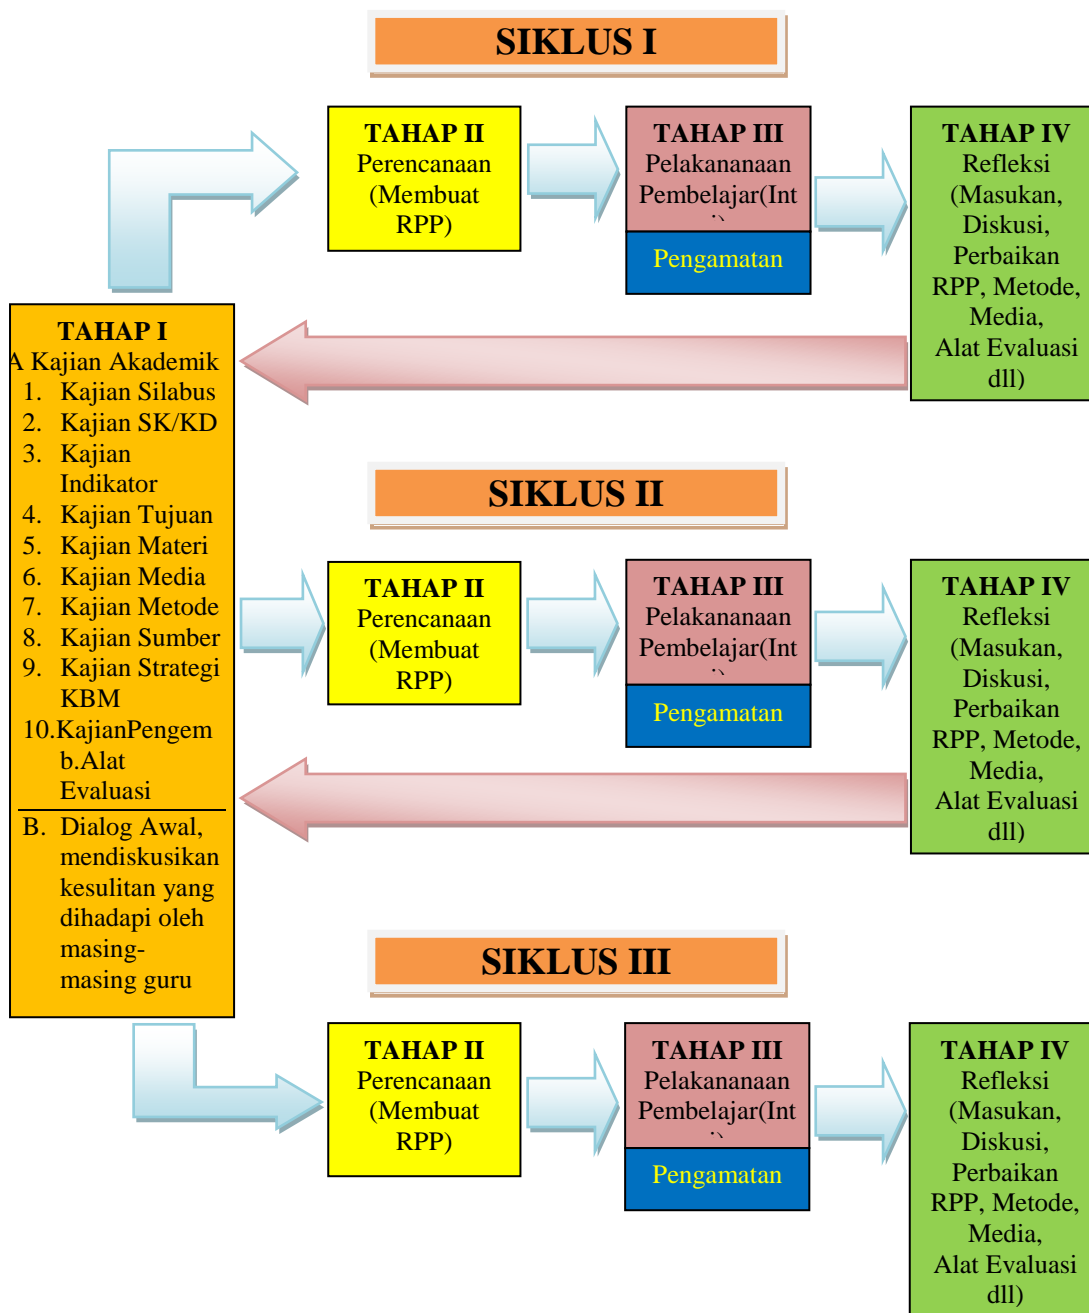 SIKLUS I
TAHAP II
Perencanaan
(Membuat
RPP)
TAHAP III
Pelakananaan
Pembelajar(Int
Pengamatan
TAHAP IV
Refleksi
(Masukan,
Diskusi,
Perbaikan
RPP, Metode,
Media,
Alat Evaluasi
dll)
TAHAP I
A Kajian Akademik
1. Kajian Silabus
2. Kajian SK/KD
3. Kajian
Indikator
4. Kajian Tujuan
5. Kajian Materi
6. Kajian Media
7. Kajian Metode
8. Kajian Sumber
9. Kajian Strategi
KBM
10.KajianPengem
b.Alat
Evaluasi
B. Dialog Awal,
mendiskusikan
kesulitan yang
dihadapi oleh
masing-
masing guru
SIKLUS II
TAHAP II
Perencanaan
(Membuat
RPP)
TAHAP III
Pelakananaan
Pembelajar(Int
Pengamatan
TAHAP IV
Refleksi
(Masukan,
Diskusi,
Perbaikan
RPP, Metode,
Media,
Alat Evaluasi
dll)
SIKLUS III
TAHAP II
Perencanaan
(Membuat
RPP)
TAHAP III
Pelakananaan
Pembelajar(Int
Pengamatan
TAHAP IV
Refleksi
(Masukan,
Diskusi,
Perbaikan
RPP, Metode,
Media,
Alat Evaluasi
dll)